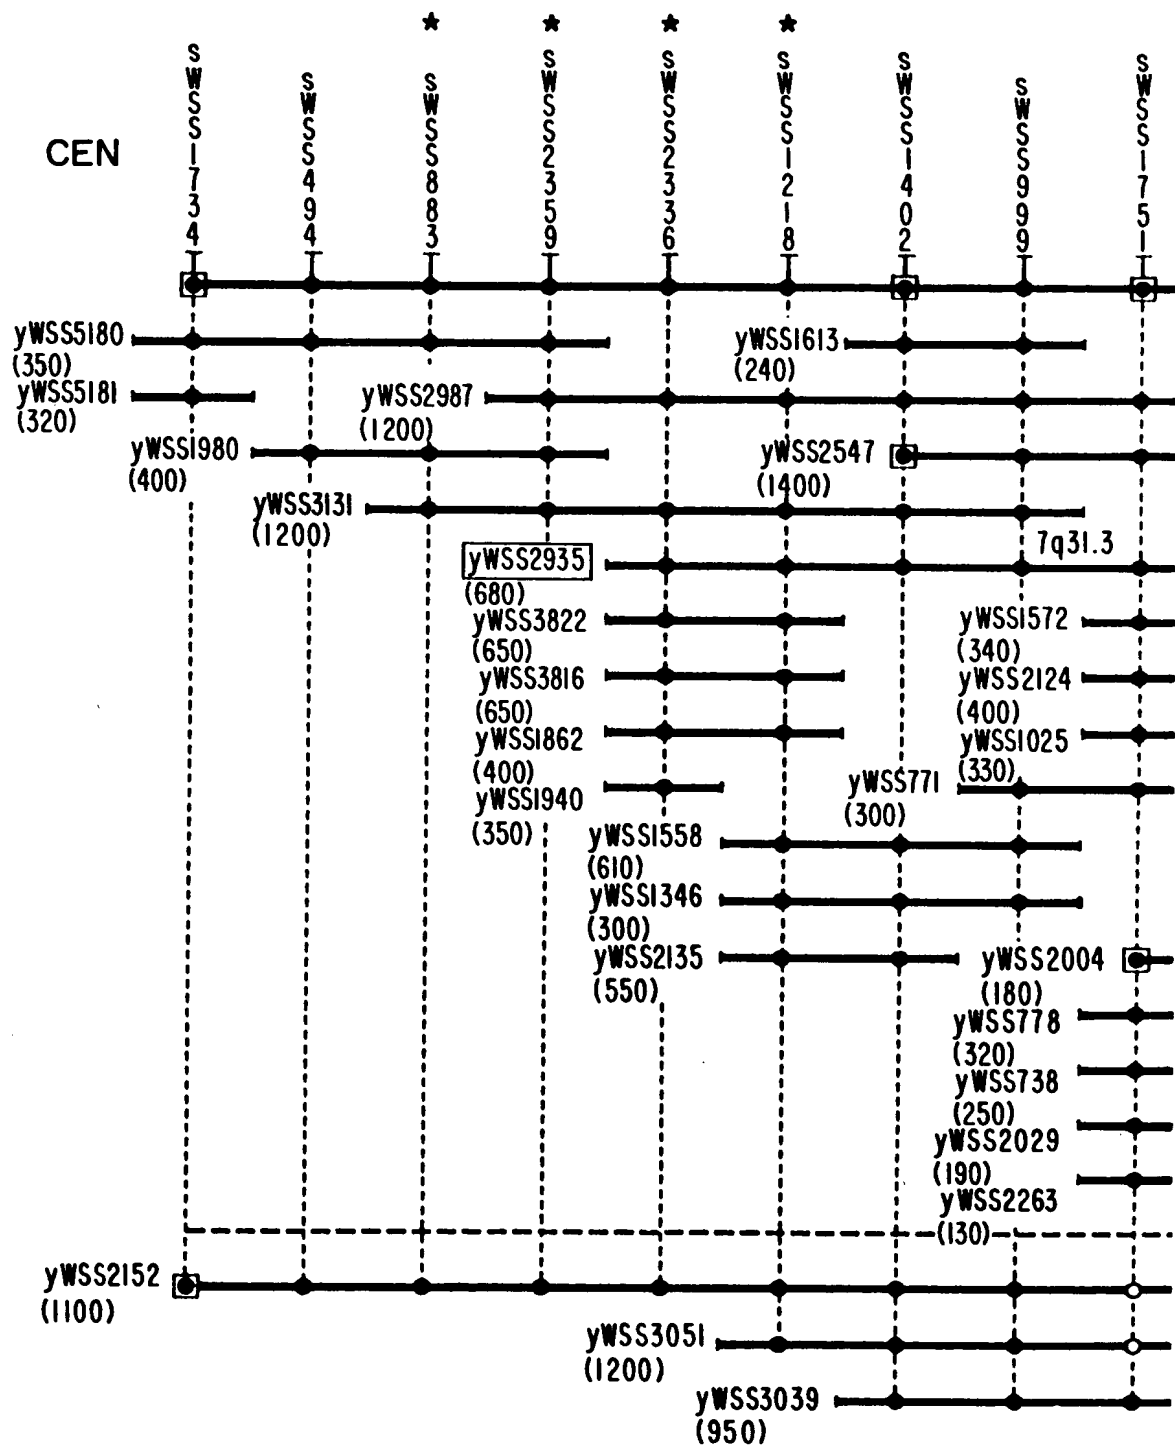 * * * *
sWSS1734
sWSS494
sWSS883
sWSS2359
sWSS2336
sWSS1218
sWSS1402
sWSS999
sWSS1751
CEN
yWSS5180
(350)
yWSS1613
(240)
yWSS5181
(320)
yWSS2987
(1200)
yWSS1980
(400)
yWSS2547
(1400)
yWSS3131
(1200)
7q31.3
yWSS2935
(680)
yWSS3822
(650)
yWSS1572
(340)
yWSS3816
(650)
yWSS2124
(400)
yWSS1862
(400)
yWSS1025
(330)
yWSS1940
(350)
yWSS771
(300)
yWSS1558
(610)
yWSS1346
(300)
yWSS2135
(550)
yWSS2004
(180)
yWSS778
(320)
yWSS738
(250)
yWSS2029
(190)
yWSS2263
(130)
yWSS2152
(1100)
yWSS3051
(1200)
yWSS3039
(950)